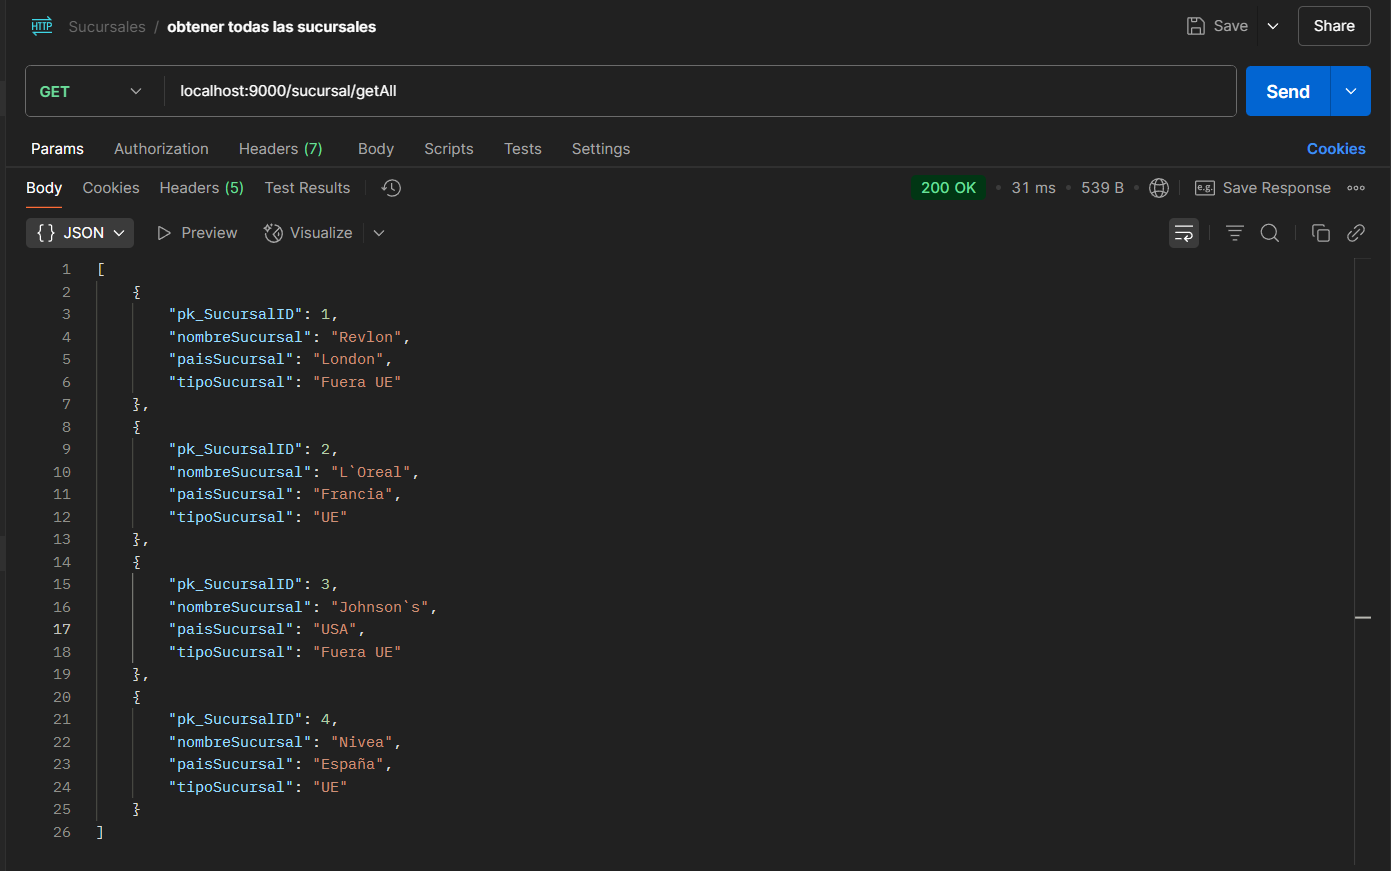 HTTP Sucursales / obtener todas las sucursales Save Share
GET localhost:9000/sucursal/getAll Send
Params Authorization Headers (7) Body Scripts Tests Settings Cookies
Body Cookies Headers (5) Test Results 200 OK • 31 ms • 539 B • e.g. Save Response
{} JSON Preview Visualize
1 [
2 {
3 "pk_SucursalID": 1,
4 "nombreSucursal": "Revlon",
5 "paisSucursal": "London",
6 "tipoSucursal": "Fuera UE"
7 },
8 {
9 "pk_SucursalID": 2,
10 "nombreSucursal": "L`Oreal",
11 "paisSucursal": "Francia",
12 "tipoSucursal": "UE"
13 },
14 {
15 "pk_SucursalID": 3,
16 "nombreSucursal": "Johnson`s",
17 "paisSucursal": "USA",
18 "tipoSucursal": "Fuera UE"
19 },
20 {
21 "pk_SucursalID": 4,
22 "nombreSucursal": "Nivea",
23 "paisSucursal": "España",
24 "tipoSucursal": "UE"
25 }
26 ]